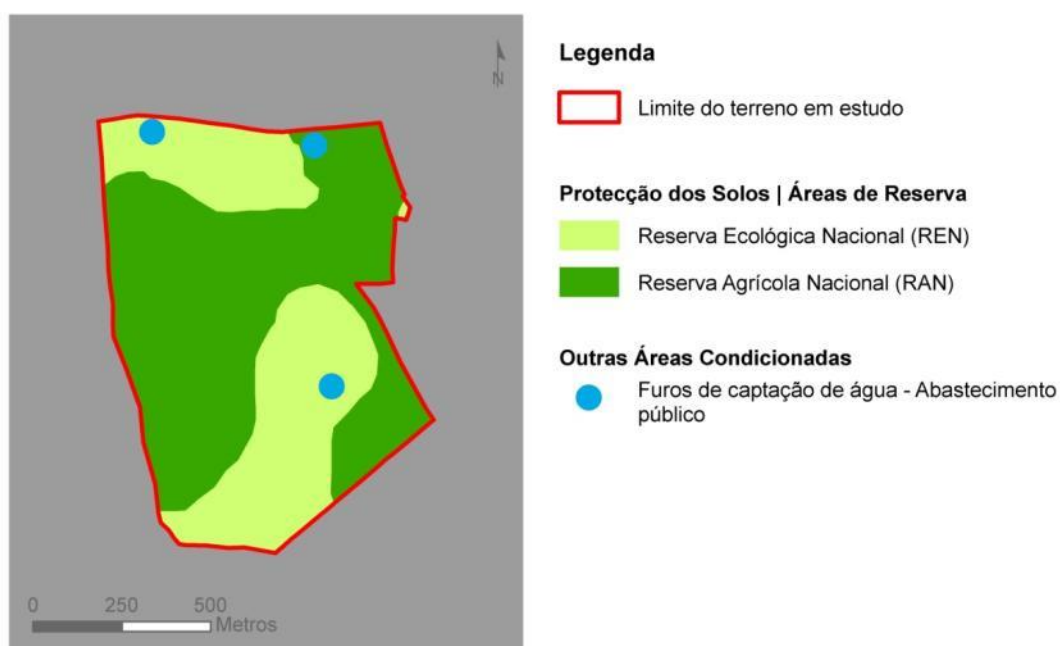 N
0 250 500
Metros
Legenda
Limite do terreno em estudo
Protecção dos Solos | Áreas de Reserva
Reserva Ecológica Nacional (REN)
Reserva Agrícola Nacional (RAN)
Outras Áreas Condicionadas
Furos de captação de água - Abastecimento
público